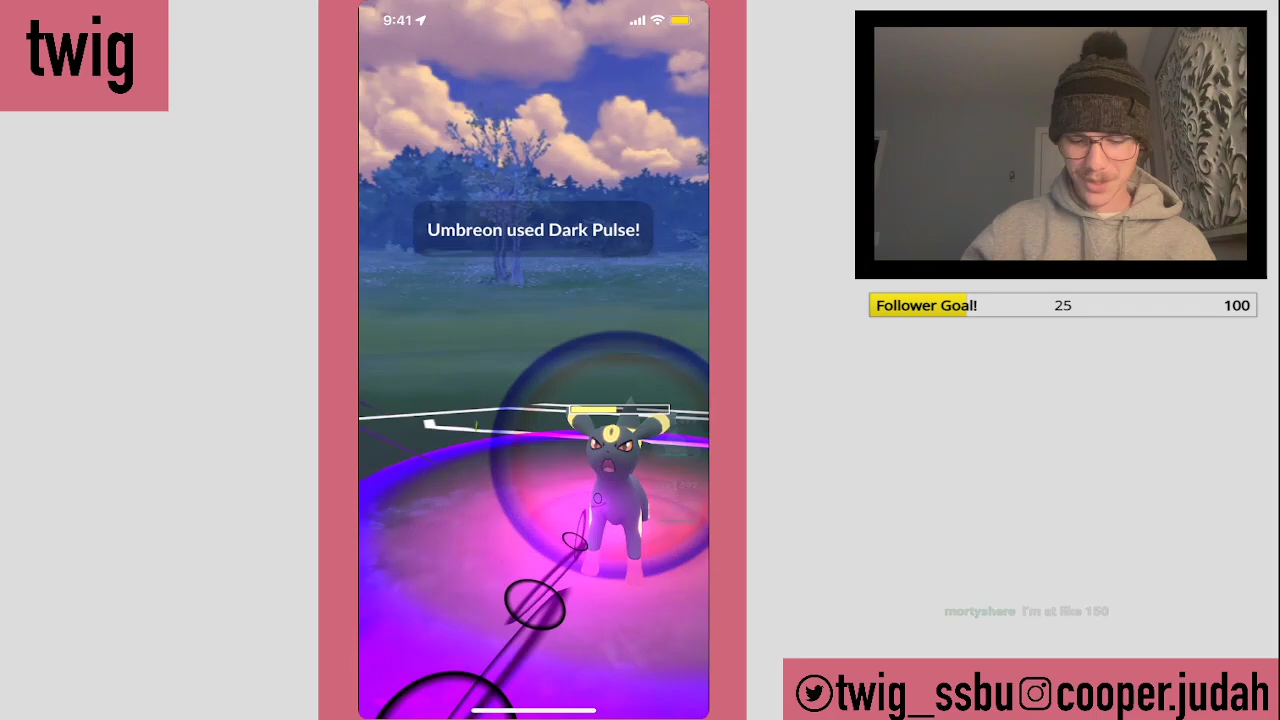 twig
9:41
Umbreon used Dark Pulse!
Follower Goal! 25 100
mortyshere I'm at like 150
twig_ssbu cooper.judah